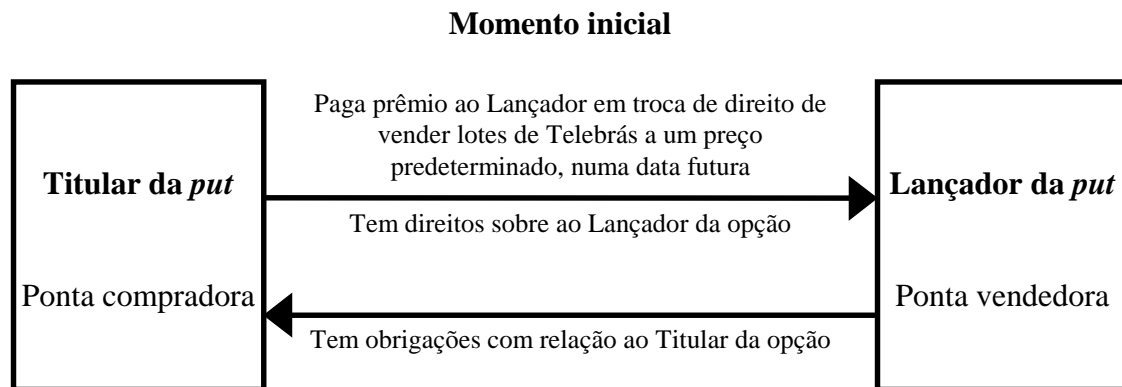 Momento inicial
Paga prêmio ao Lançador em troca de direito de
vender lotes de Telebrás a um preço
predeterminado, numa data futura
Titular da put
Lançador da put
Tem direitos sobre ao Lançador da opção
Ponta compradora
Ponta vendedora
Tem obrigações com relação ao Titular da opção